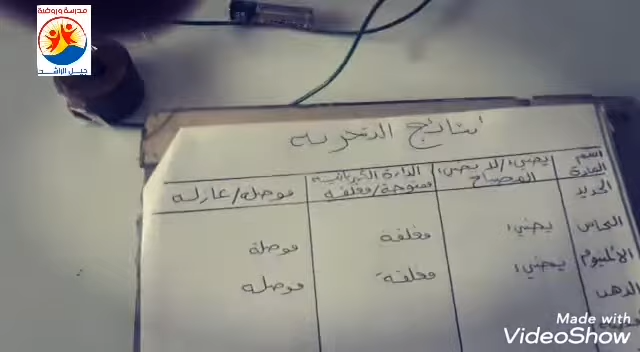 مدرسة وروضة
جيل الراشد
نتائج التجربة
اسم المادة | يضيء/لا يضيء المصباح | الدارة الكهربائية مفتوحة/مغلقة | موصلة/عازلة
الحديد
النحاس | يضيء | مغلقة | موصلة
الألمنيوم | يضيء | مغلقة | موصلة
الذهب
Made with
VideoShow